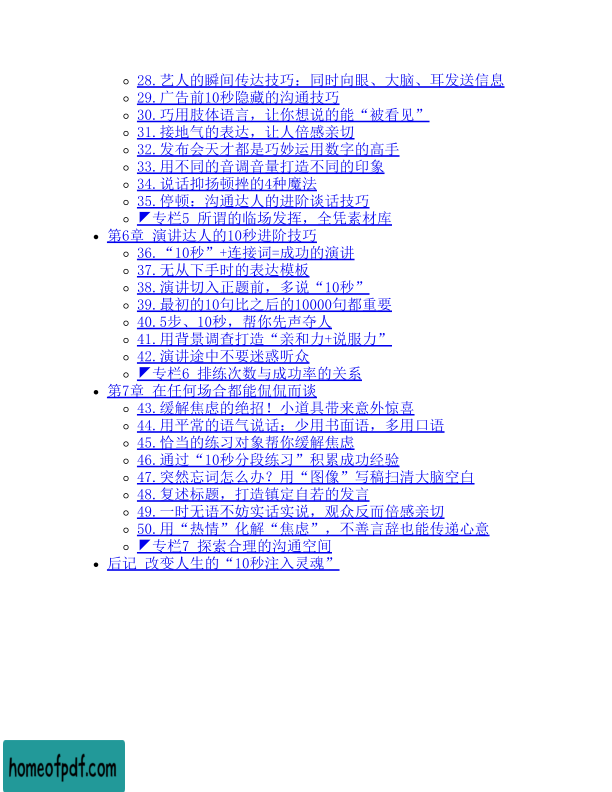 28.艺人的瞬间传达技巧：同时向眼、大脑、耳发送信息
29.广告前10秒隐藏的沟通技巧
30.巧用肢体语言，让你想说的能“被看见”
31.接地气的表达，让人倍感亲切
32.发布会天才都是巧妙运用数字的高手
33.用不同的音调音量打造不同的印象
34.说话抑扬顿挫的4种魔法
35.停顿：沟通达人的进阶谈话技巧
◤专栏5 所谓的临场发挥，全凭素材库
第6章 演讲达人的10秒进阶技巧
36.“10秒”+连接词=成功的演讲
37.无从下手时的表达模板
38.演讲切入正题前，多说“10秒”
39.最初的10句比之后的10000句都重要
40.5步、10秒，帮你先声夺人
41.用背景调查打造“亲和力+说服力”
42.演讲途中不要迷惑听众
◤专栏6 排练次数与成功率的关系
第7章 在任何场合都能侃侃而谈
43.缓解焦虑的绝招！小道具带来意外惊喜
44.用平常的语气说话：少用书面语，多用口语
45.恰当的练习对象帮你缓解焦虑
46.通过“10秒分段练习”积累成功经验
47.突然忘词怎么办？用“图像”写稿扫清大脑空白
48.复述标题，打造镇定自若的发言
49.一时无语不妨实话实说，观众反而倍感亲切
50.用“热情”化解“焦虑”，不善言辞也能传递心意
◤专栏7 探索合理的沟通空间
后记 改变人生的“10秒注入灵魂”
homeofpdf.com